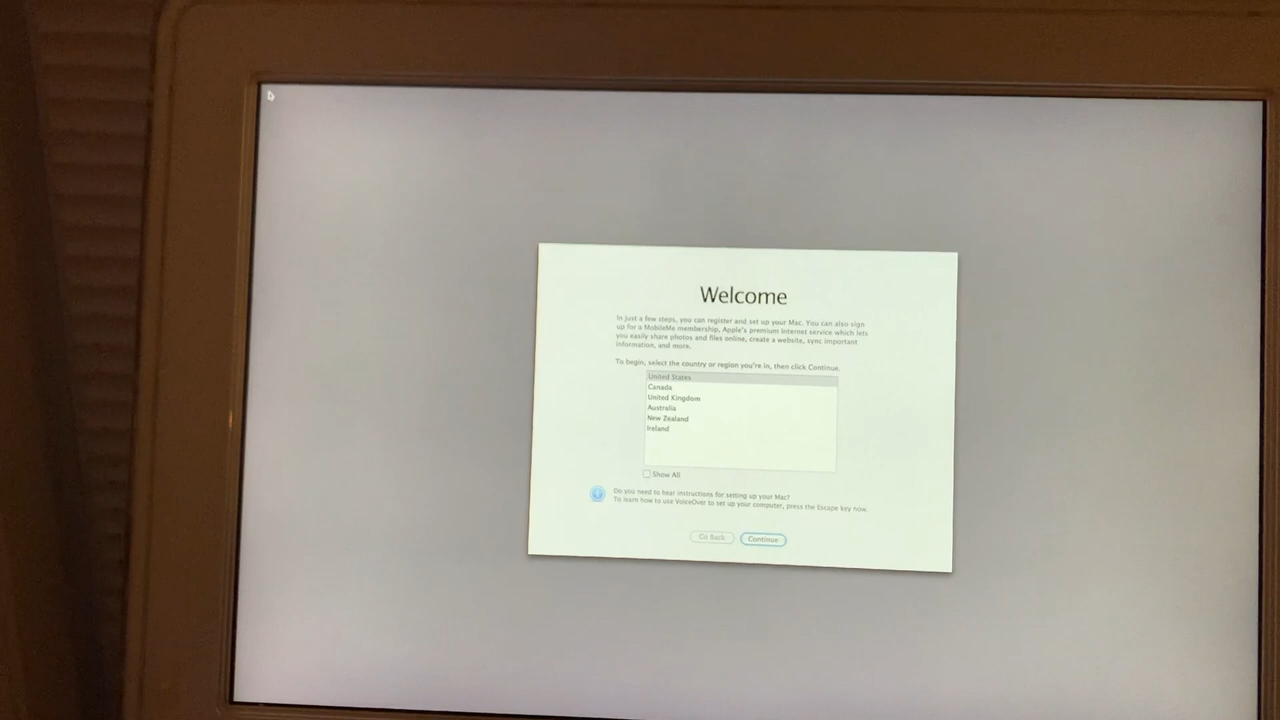 Welcome
In just a few steps, you can register and set up your Mac. You can also sign
up for a MobileMe membership, Apple's premium Internet service which lets
you easily share photos and files online, create a website, sync important
information, and more.
To begin, select the country or region you're in, then click Continue.
United States
Canada
United Kingdom
Australia
New Zealand
Ireland
Show All
Do you need to hear instructions for setting up your Mac?
To learn how to use VoiceOver to set up your computer, press the Escape key now.
Go Back
Continue